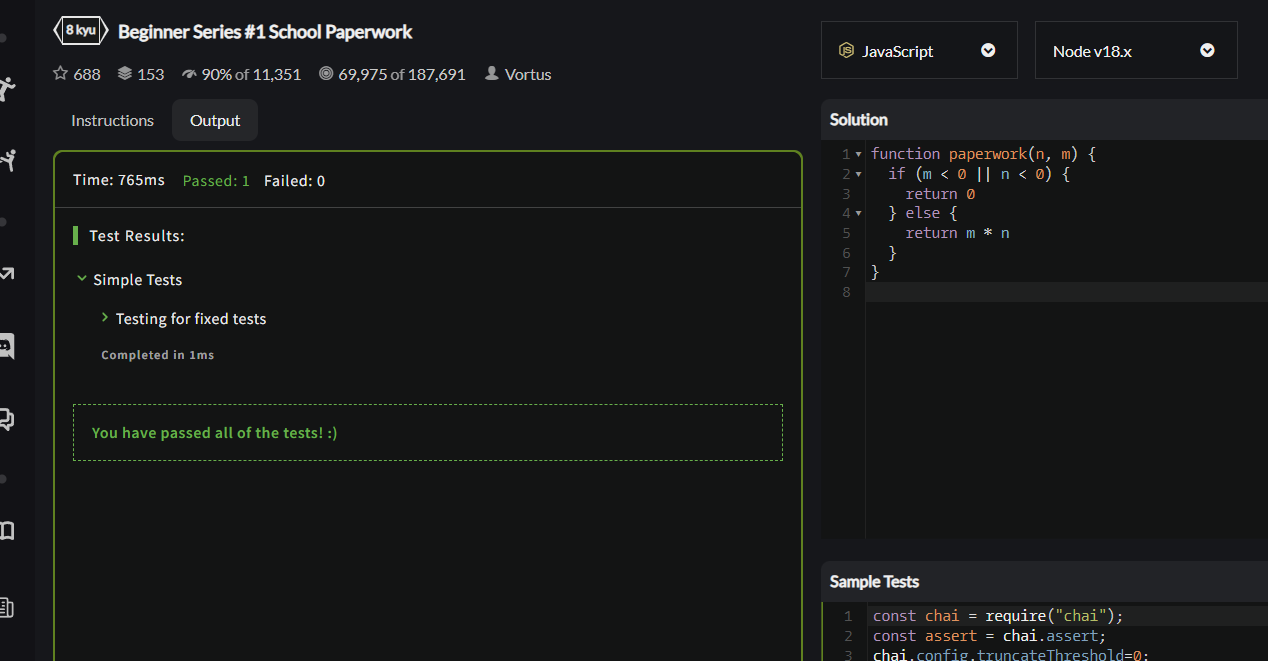 8 kyu Beginner Series #1 School Paperwork
688 153 90% of 11,351 69,975 of 187,691 Vortus
Instructions Output
Time: 765ms Passed: 1 Failed: 0
Test Results:
Simple Tests
Testing for fixed tests
Completed in 1ms
You have passed all of the tests! :)
JavaScript Node v18.x
Solution
1 function paperwork(n, m) {
2 if (m < 0 || n < 0) {
3 return 0
4 } else {
5 return m * n
6 }
7 }
8
Sample Tests
1 const chai = require("chai");
2 const assert = chai.assert;
3 chai.config.truncateThreshold=0;